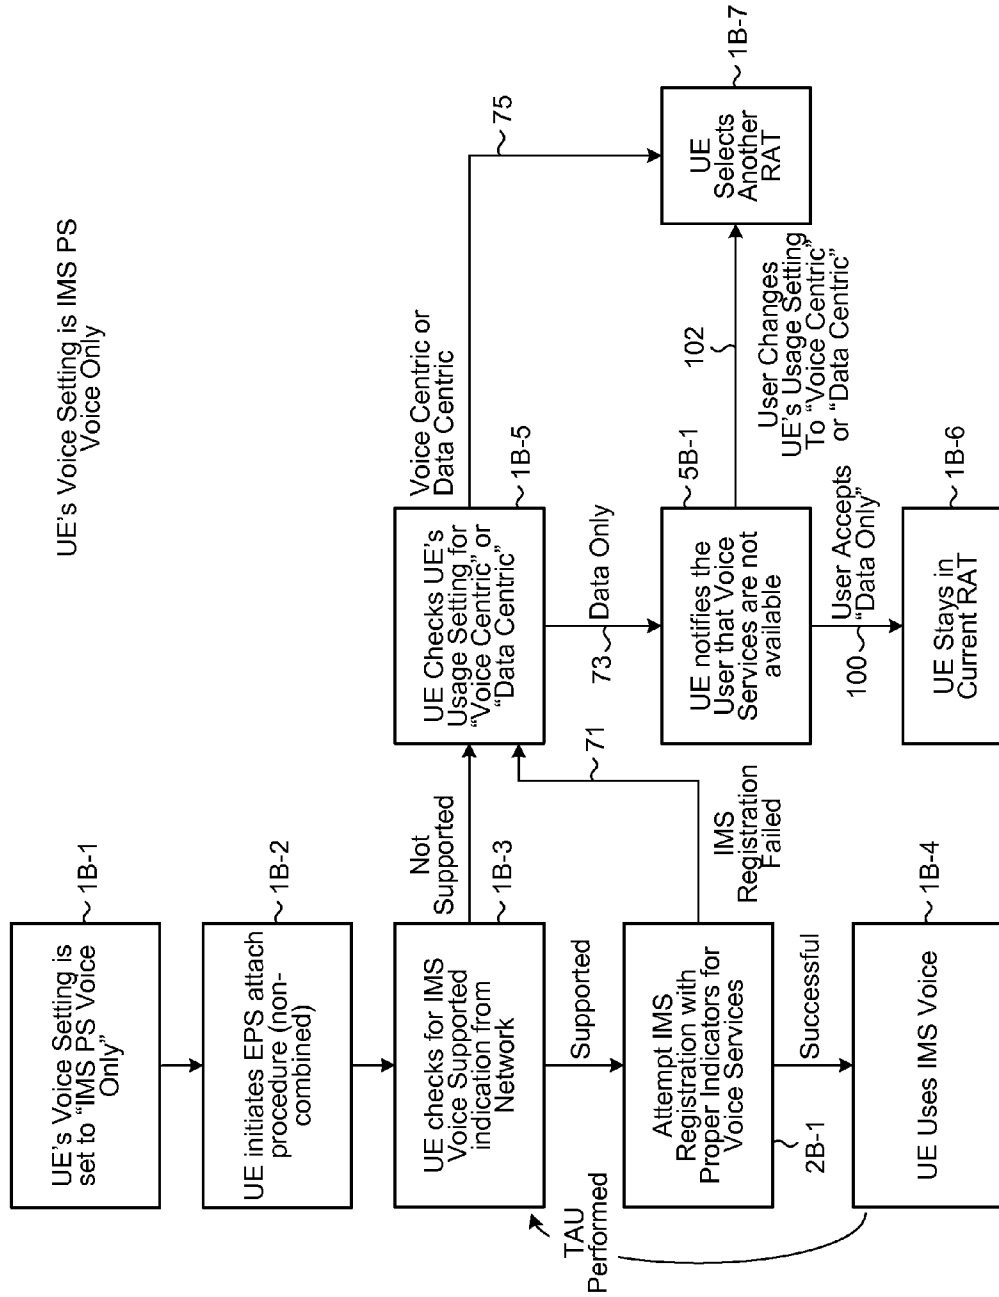 UE's Voice Setting is IMS PS
Voice Only
UE's Voice Setting is
set to "IMS PS Voice
Only"
1B-1
UE initiates EPS attach
procedure (non-
combined)
1B-2
UE checks for IMS
Voice Supported
indication from
Network
1B-3
Not
Supported
Supported
Attempt IMS
Registration with
Proper Indicators for
Voice Services
2B-1
IMS
Registration
Failed
71
Successful
UE Uses IMS Voice
1B-4
TAU
Performed
UE Checks UE's
Usage Setting for
"Voice Centric" or
"Data Centric"
1B-5
Voice Centric or
Data Centric
75
73
Data Only
UE notifies the
User that Voice
Services are not
available
5B-1
100
User Accepts
"Data Only"
UE Stays in
Current RAT
1B-6
102
User Changes
UE's Usage Setting
To "Voice Centric"
or "Data Centric"
UE
Selects
Another
RAT
1B-7